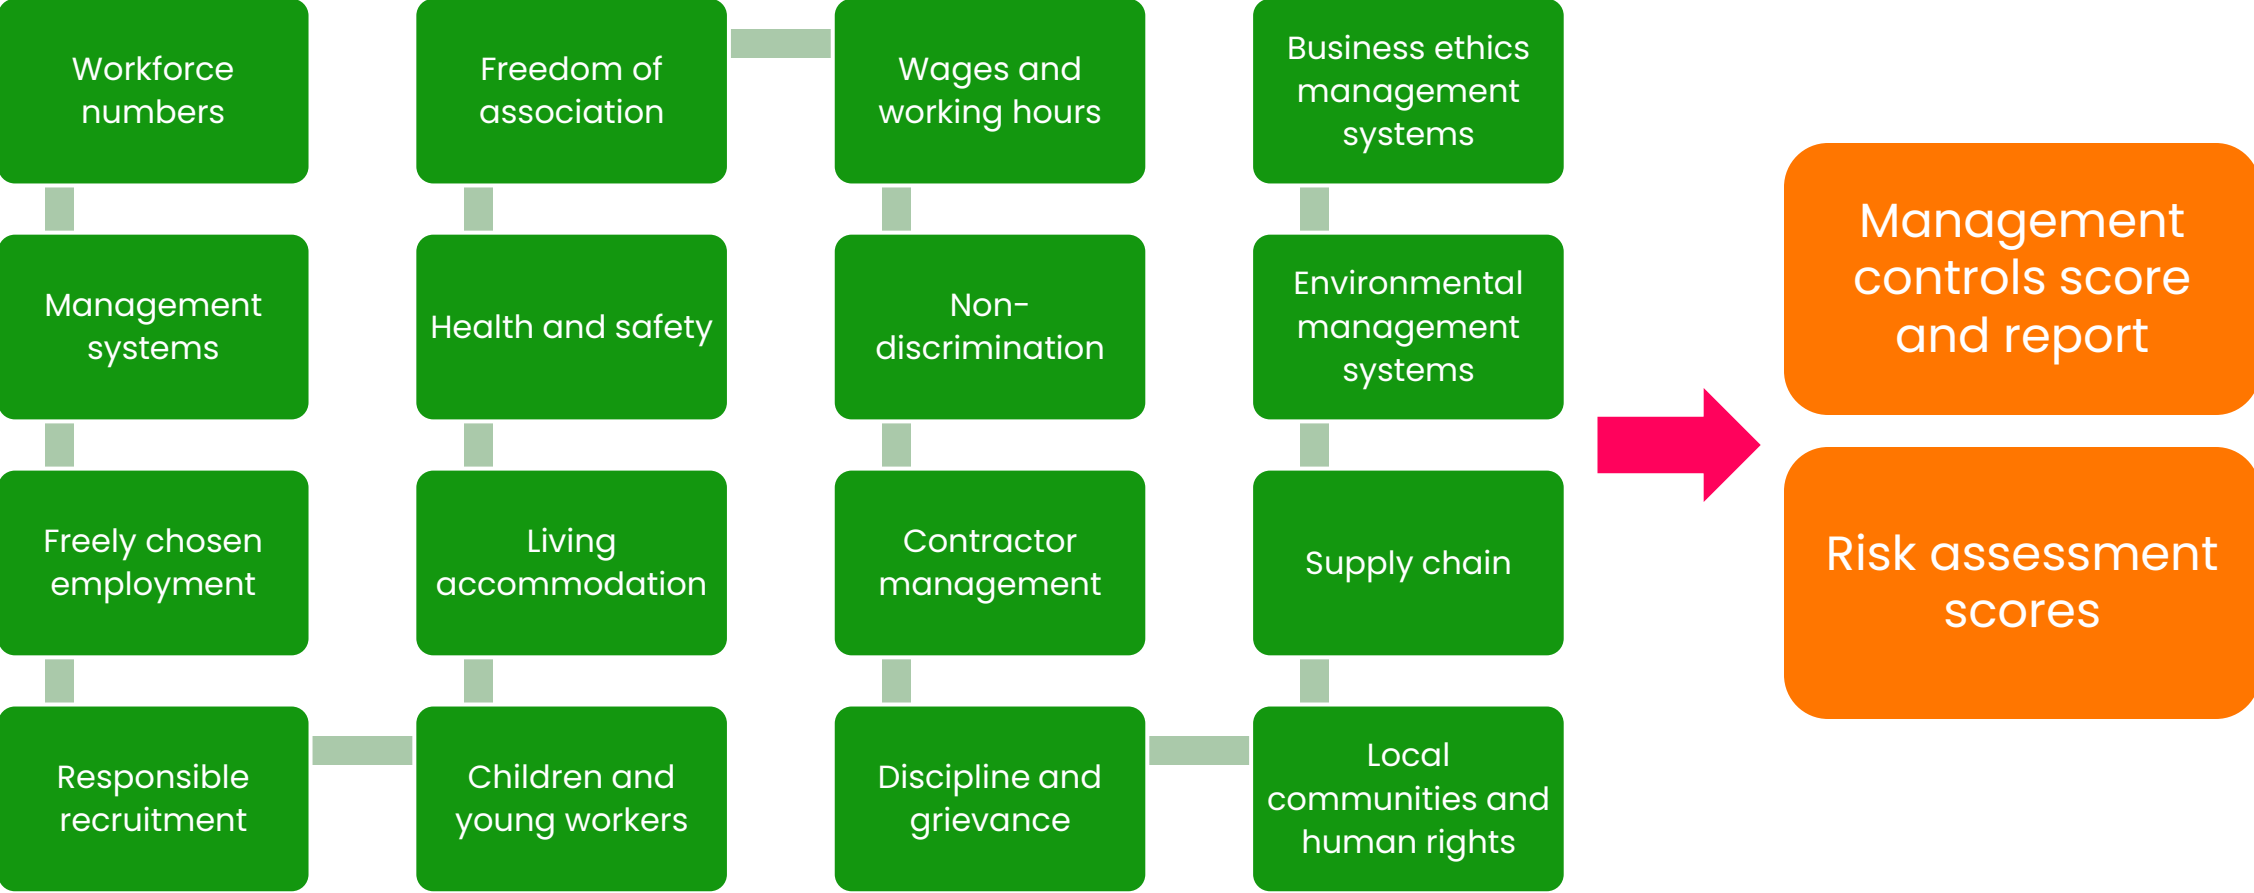 Workforce
numbers
Management
systems
Freely chosen
employment
Responsible
recruitment
Children and
young workers
Living
accommodation
Health and safety
Freedom of
association
Wages and
working hours
Non-
discrimination
Contractor
management
Discipline and
grievance
Local
communities and
human rights
Supply chain
Environmental
management
systems
Business ethics
management
systems
Management
controls score
and report
Risk assessment
scores